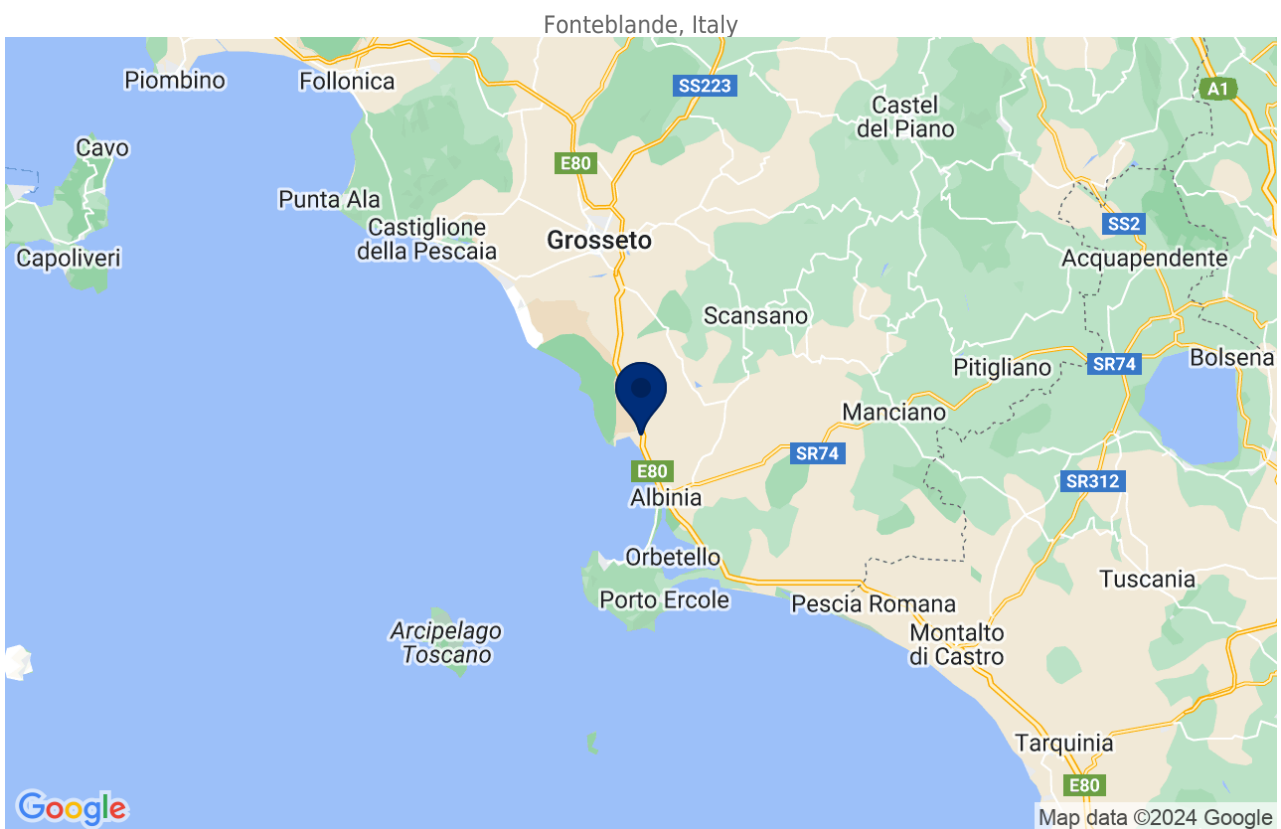 Fonteblande, Italy
Piombino
Follonica
SS223
A1
Castel
del Piano
Cavo
E80
Punta Ala
Castiglione
della Pescaia
Grosseto
SS2
Capoliveri
Acquapendente
Scansano
Pitigliano
SR74
Bolsena
Manciano
SR74
E80
SR312
Albinia
Orbetello
Tuscania
Porto Ercole
Pescia Romana
Arcipelago
Toscano
Montalto
di Castro
Tarquinia
E80
Google
Map data ©2024 Google